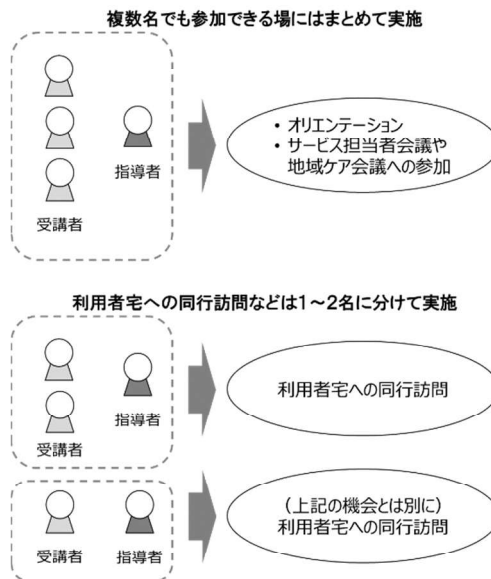 複数名でも参加できる場にはまとめて実施
指導者
受講者
・オリエンテーション
・サービス担当者会議や
地域ケア会議への参加
利用者宅への同行訪問などは1~2名に分けて実施
指導者
受講者
利用者宅への同行訪問
受講者
指導者
(上記の機会とは別に)
利用者宅への同行訪問